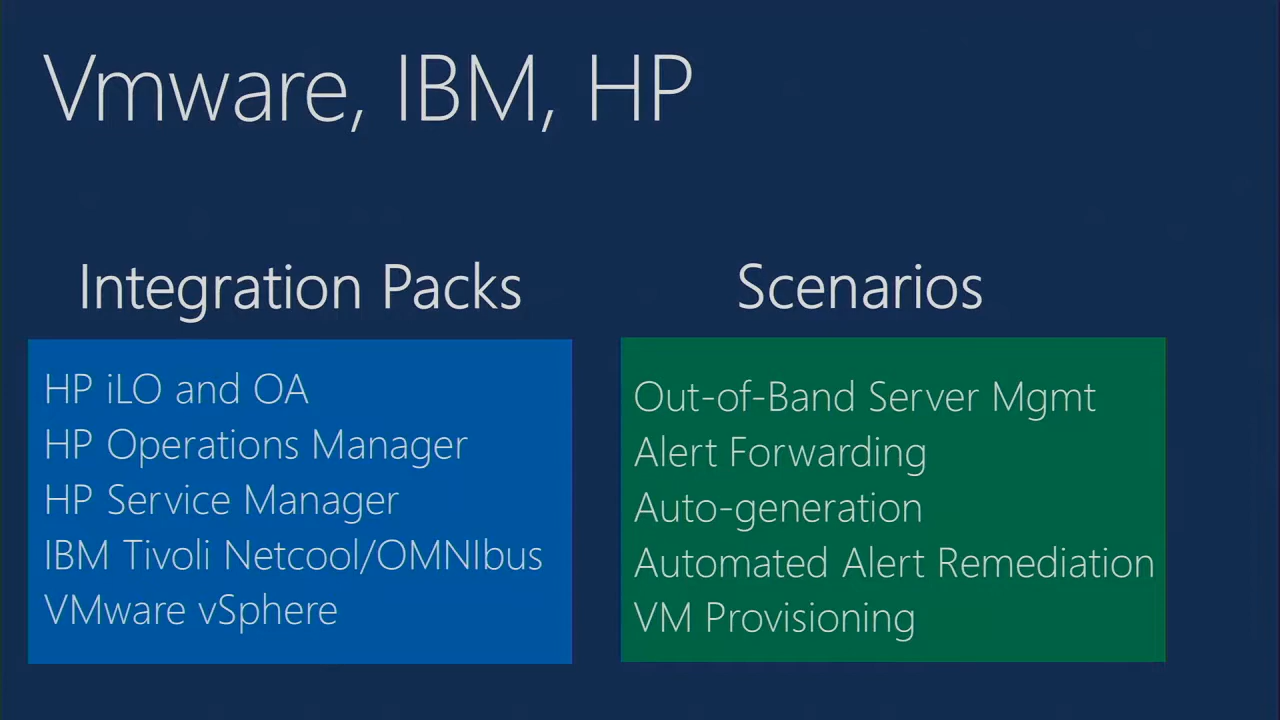 Vmware, IBM, HP
Integration Packs
HP iLO and OA
HP Operations Manager
HP Service Manager
IBM Tivoli Netcool/OMNIbus
VMware vSphere
Scenarios
Out-of-Band Server Mgmt
Alert Forwarding
Auto-generation
Automated Alert Remediation
VM Provisioning